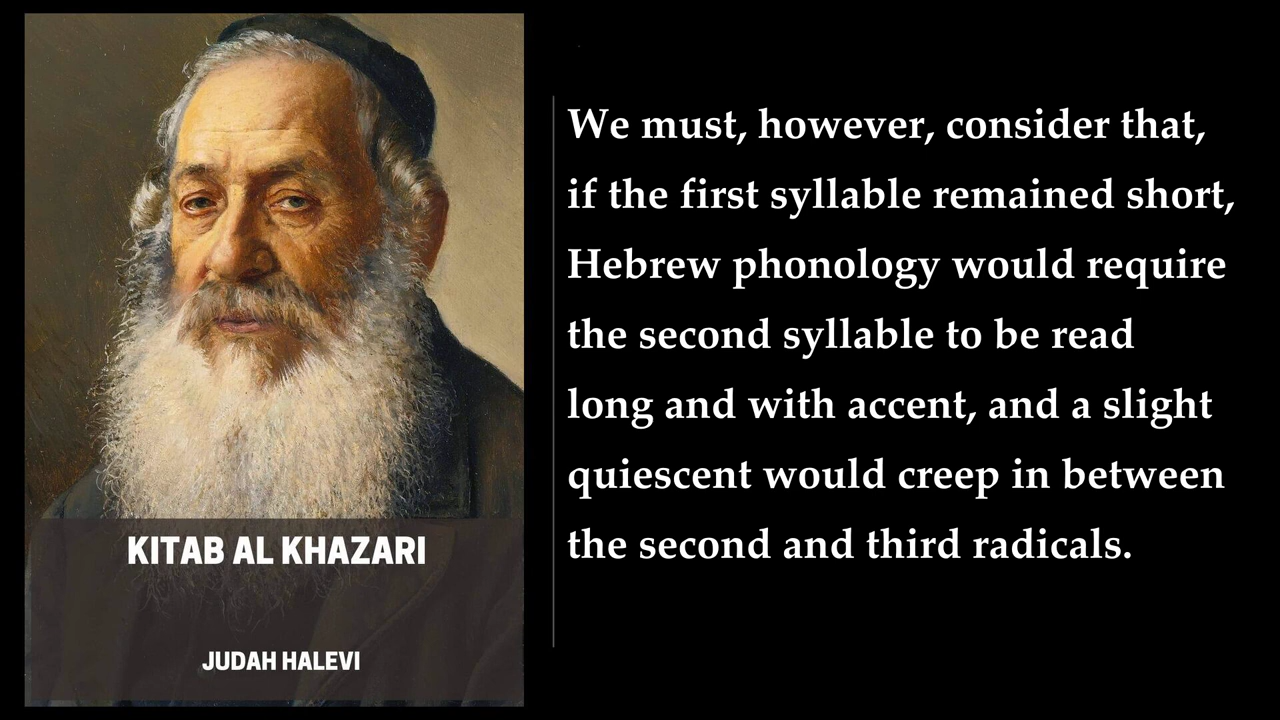 KITAB AL KHAZARI
JUDAH HALEVI
We must, however, consider that,
if the first syllable remained short,
Hebrew phonology would require
the second syllable to be read
long and with accent, and a slight
quiescent would creep in between
the second and third radicals.